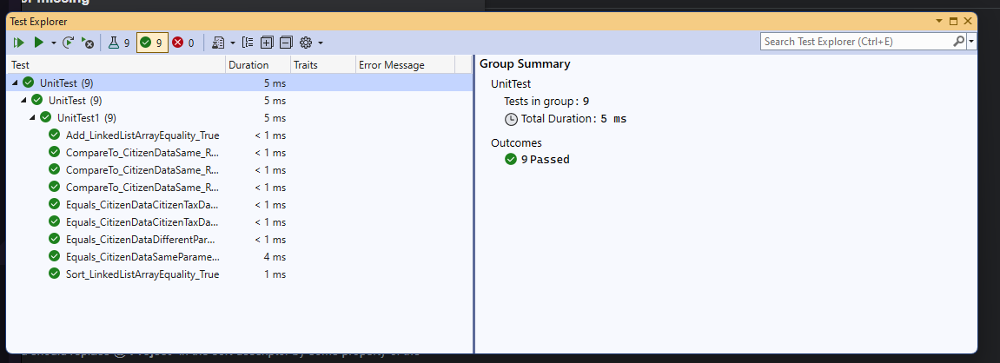 missing
Test Explorer
9 9 0
Search Test Explorer (Ctrl+E)
Test Duration Traits Error Message
UnitTest (9) 5 ms
UnitTest (9) 5 ms
UnitTest1 (9) 5 ms
Add_LinkedListArrayEquality_True < 1 ms
CompareTo_CitizenDataSame_R... < 1 ms
CompareTo_CitizenDataSame_R... < 1 ms
CompareTo_CitizenDataSame_R... < 1 ms
Equals_CitizenDataCitizenTaxDa... < 1 ms
Equals_CitizenDataCitizenTaxDa... < 1 ms
Equals_CitizenDataDifferentPar... < 1 ms
Equals_CitizenDataSameParame... 4 ms
Sort_LinkedListArrayEquality_True 1 ms
Group Summary
UnitTest
Tests in group: 9
Total Duration: 5 ms
Outcomes
9 Passed